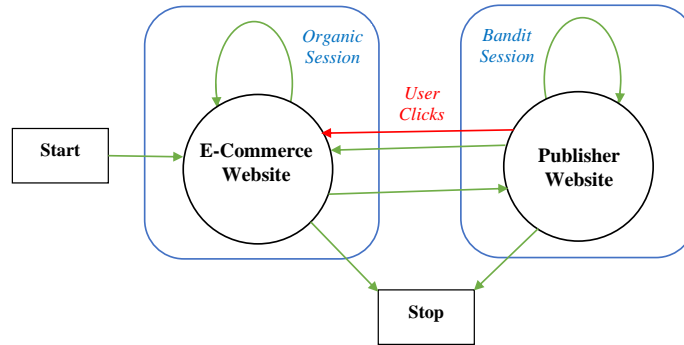 Organic
Session
Bandit
Session
User
Clicks
Start
E-Commerce
Website
Publisher
Website
Stop